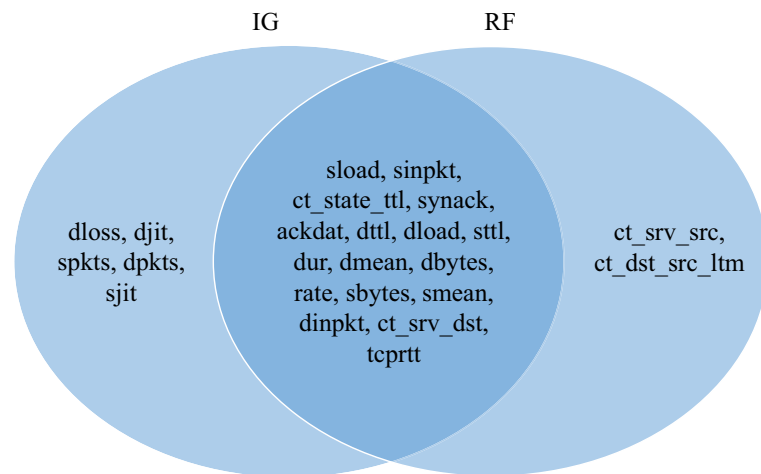 IG
RF
dloss, djit,
spkts, dpkts,
sjit
sload, sinpkt,
ct_state_ttl, synack,
ackdat, dttl, dload, sttl,
dur, dmean, dbytes,
rate, sbytes, smean,
dinpkt, ct_srv_dst,
tcprtt
ct_srv_src,
ct_dst_src_ltm